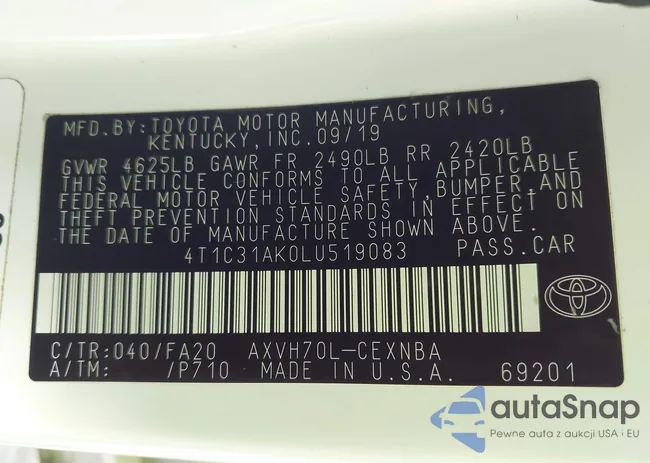 MFD.BY:TOYOTA MOTOR MANUFACTURING,
KENTUCKY,INC.09/19
GVWR 4625LB GAWR FR 2490LB RR 2420LB
THIS VEHICLE CONFORMS TO ALL APPLICABLE
FEDERAL MOTOR VEHICLE SAFETY,BUMPER,AND
THEFT PREVENTION STANDARDS IN EFFECT ON
THE DATE OF MANUFACTURE SHOWN ABOVE.
4T1C31AK0LU519083 PASS.CAR
C/TR:040/FA20 AXVH70L-CEXNBA
A/TM: /P710 MADE IN U.S.A. 69201
autaSnap
Pewne auta z aukcji USA i EU